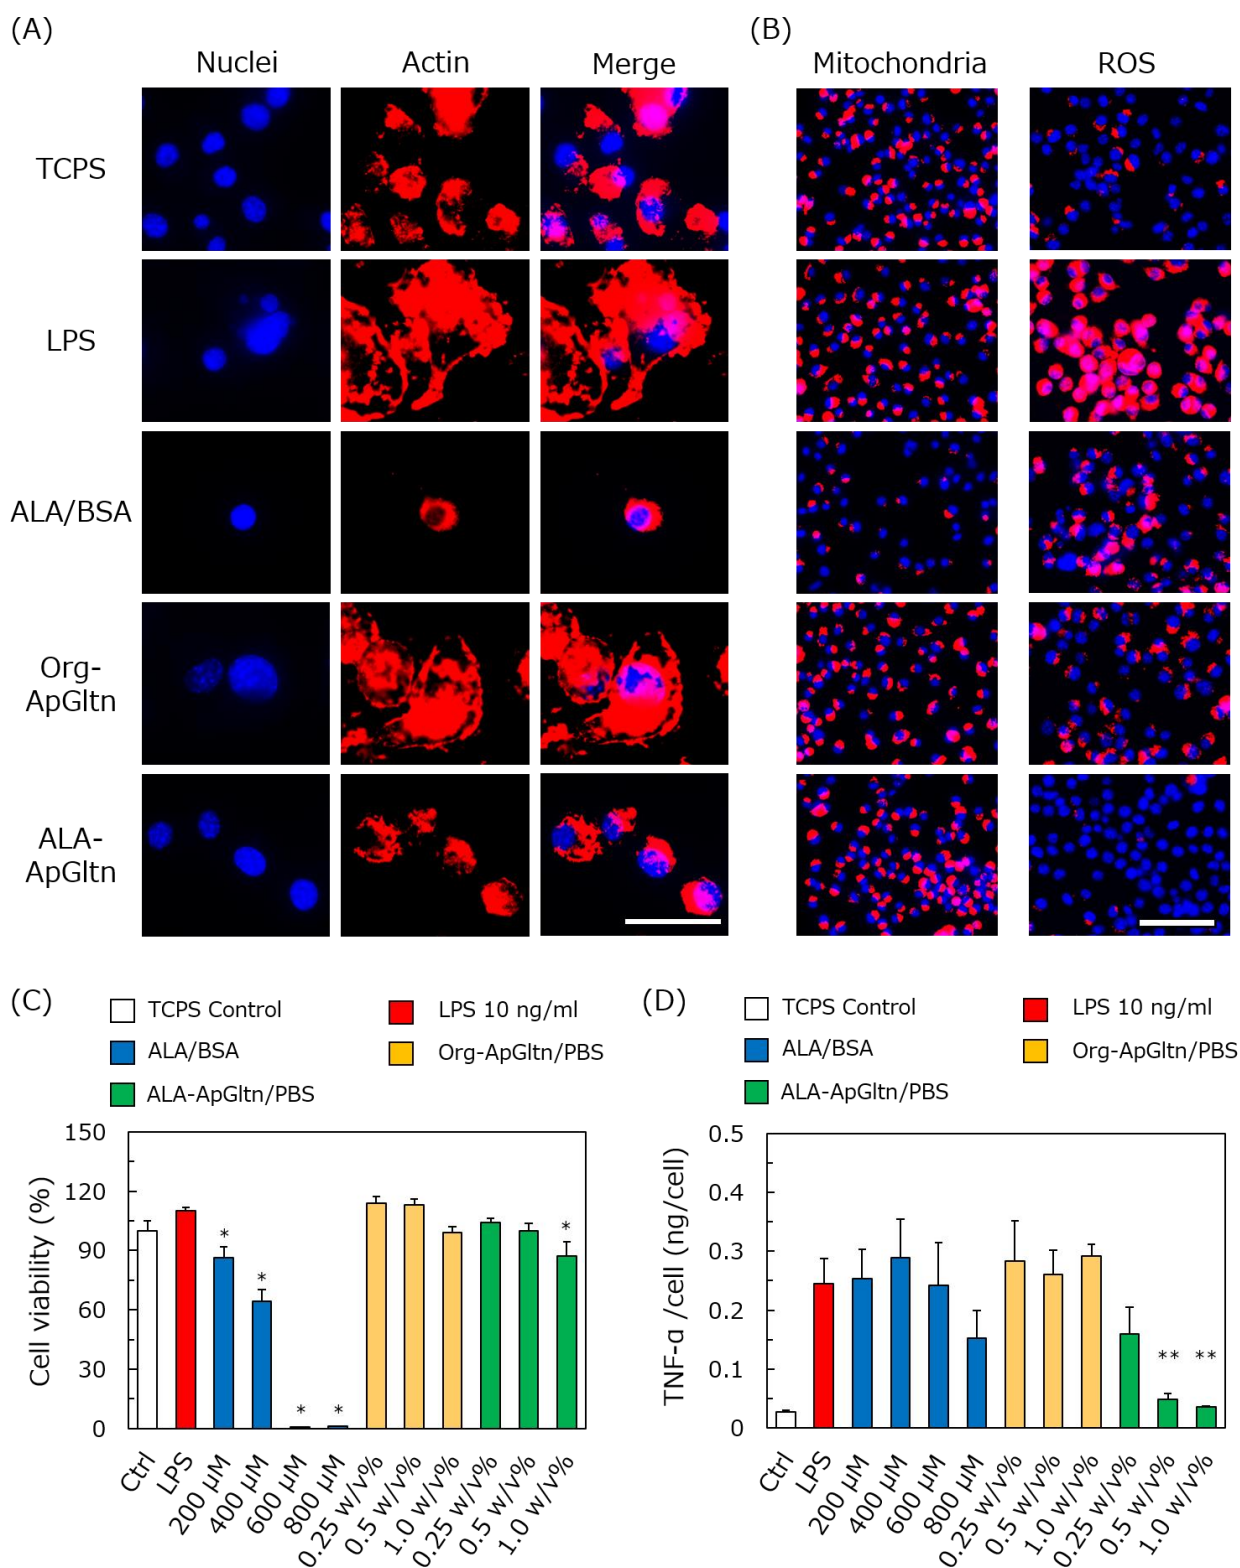 (A)
Nuclei Actin Merge
TCPS
LPS
ALA/BSA
Org-
ApGltn
ALA-
ApGltn
(B)
Mitochondria ROS
(C)
TCPS Control
LPS 10 ng/ml
ALA/BSA
Org-ApGltn/PBS
ALA-ApGltn/PBS
Cell viability (%)
150
120
90
60
30
0
* * * * *
Ctrl
LPS
200 μM
400 μM
600 μM
800 μM
0.25 w/v%
0.5 w/v%
1.0 w/v%
0.25 w/v%
0.5 w/v%
1.0 w/v%
(D)
TCPS Control
LPS 10 ng/ml
ALA/BSA
Org-ApGltn/PBS
ALA-ApGltn/PBS
TNF-α /cell (ng/cell)
0.5
0.4
0.3
0.2
0.1
0
** **
Ctrl
LPS
200 μM
400 μM
600 μM
800 μM
0.25 w/v%
0.5 w/v%
1.0 w/v%
0.25 w/v%
0.5 w/v%
1.0 w/v%